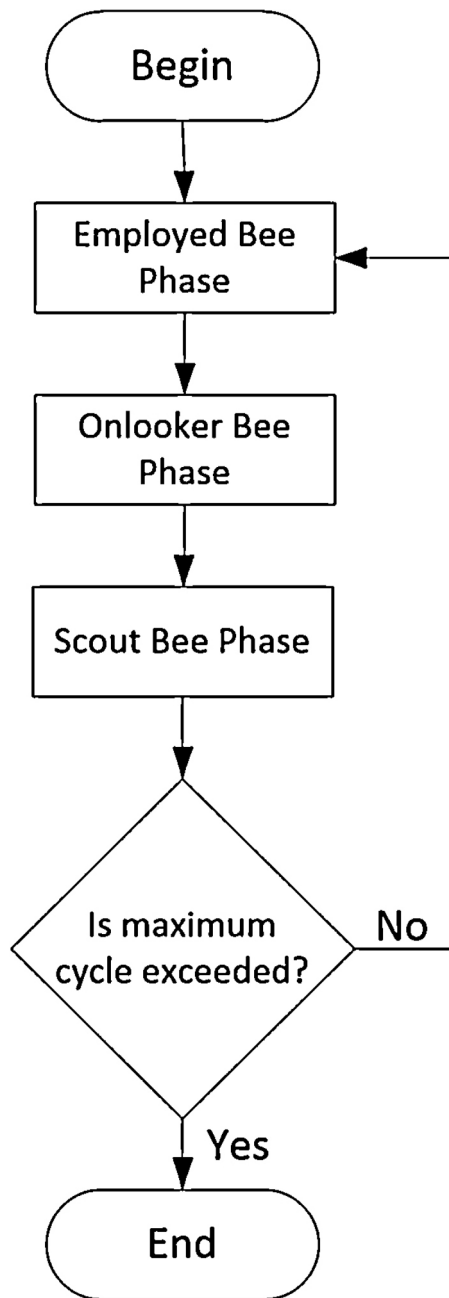 Begin
Employed Bee
Phase
Onlooker Bee
Phase
Scout Bee Phase
Is maximum
cycle exceeded?
No
Yes
End